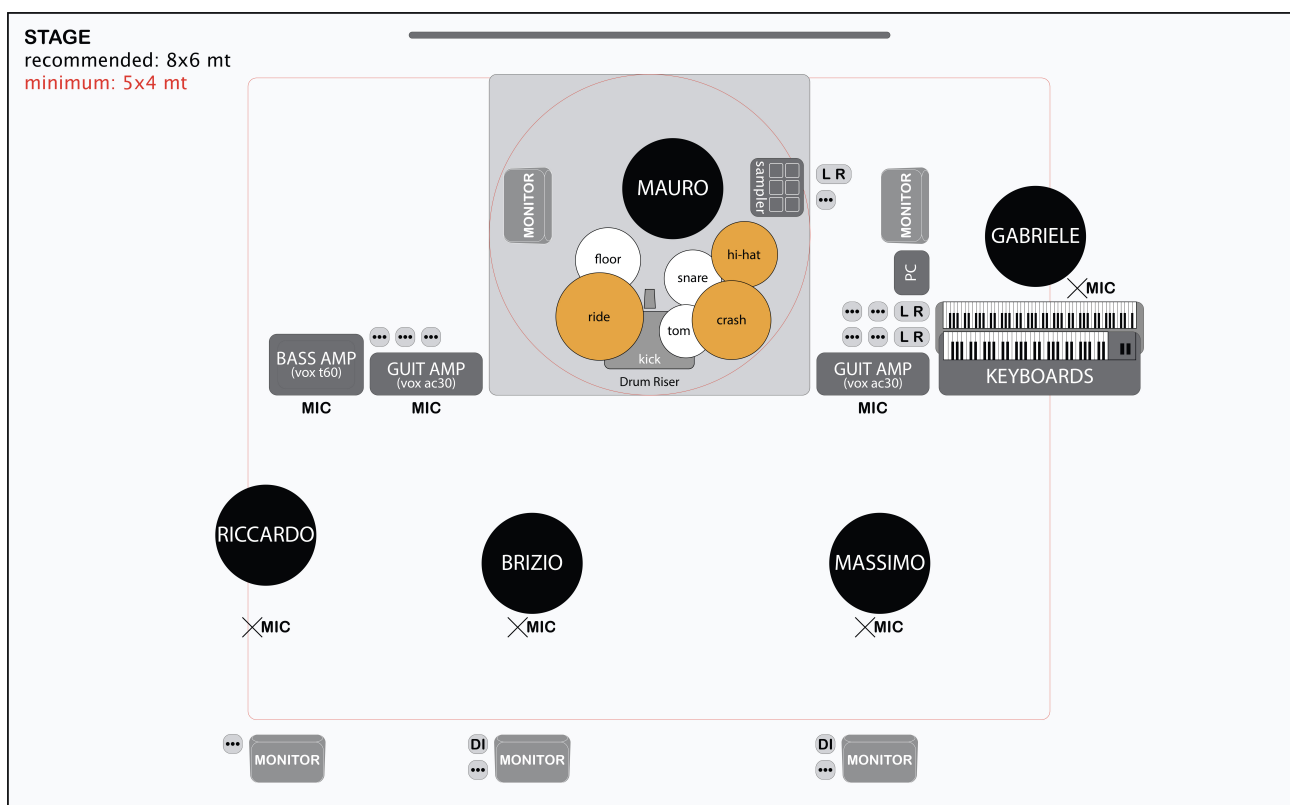 STAGE
recommended: 8x6 mt
minimum: 5x4 mt
MAURO
sampler
L R
MONITOR
MONITOR
GABRIELE
floor
snare
hi-hat
PC
MIC
ride
tom
crash
L R
L R
kick
Drum Riser
BASS AMP
(vox t60)
MIC
GUIT AMP
(vox ac30)
MIC
GUIT AMP
(vox ac30)
MIC
KEYBOARDS
RICCARDO
BRIZIO
MASSIMO
MIC
MIC
MIC
MONITOR
DI
MONITOR
DI
MONITOR